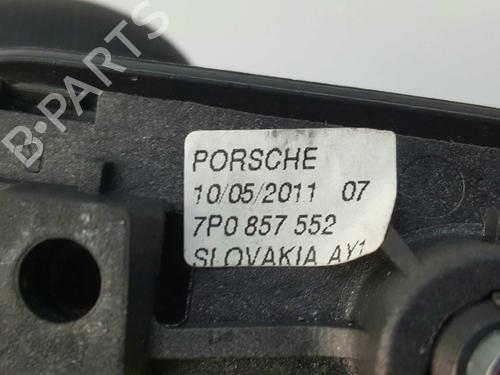 B-PARTS
PORSCHE
10/05/2011 07
7P0 857 552
SLOVAKIA AY1